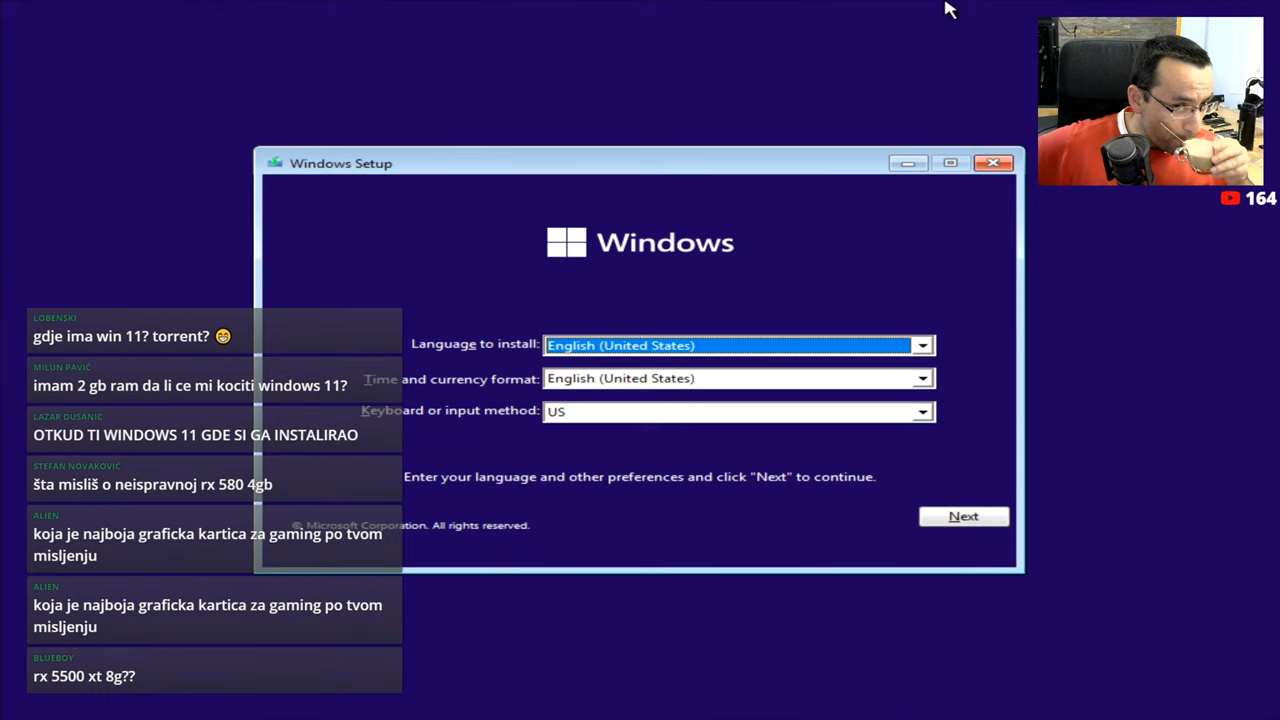 Windows Setup
164
Windows
Language to install: English (United States)
Time and currency format: English (United States)
Keyboard or input method: US
Enter your language and other preferences and click "Next" to continue.
© Microsoft Corporation. All rights reserved.
Next
LOBENSKI
gdje ima win 11? torrent? 😁
MILUN PAVIĆ
imam 2 gb ram da li ce mi kociti windows 11?
LAZAR DUSANIC
OTKUD TI WINDOWS 11 GDE SI GA INSTALIRAO
STEFAN NOVAKOVIĆ
šta misliš o neispravnoj rx 580 4gb
ALIEN
koja je najboja graficka kartica za gaming po tvom
misljenju
ALIEN
koja je najboja graficka kartica za gaming po tvom
misljenju
BLUEBOY
rx 5500 xt 8g??